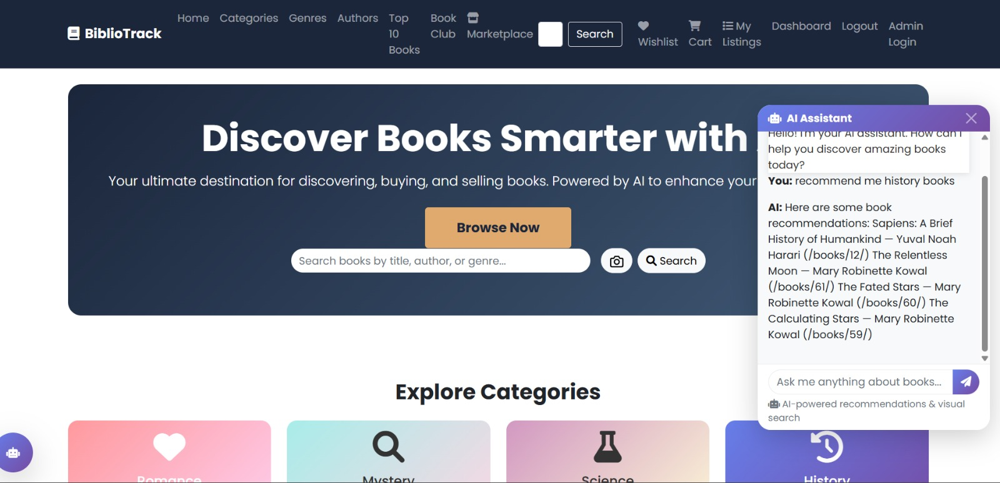 BiblioTrack
Home
Categories
Genres
Authors
Top
10
Books
Book
Club
Marketplace
Search
Wishlist
Cart
My
Listings
Dashboard
Logout
Admin
Login
Discover Books Smarter with
Your ultimate destination for discovering, buying, and selling books. Powered by AI to enhance your
Browse Now
Search books by title, author, or genre...
Search
AI Assistant
Hello! I'm your AI assistant. How can I
help you discover amazing books
today?
You: recommend me history books
AI: Here are some book
recommendations: Sapiens: A Brief
History of Humankind — Yuval Noah
Harari (/books/12/) The Relentless
Moon — Mary Robinette Kowal
(/books/61/) The Fated Stars — Mary
Robinette Kowal (/books/60/) The
Calculating Stars — Mary Robinette
Kowal (/books/59/)
Ask me anything about books...
AI-powered recommendations & visual
search
Explore Categories
Romance
Mystery
Science
History